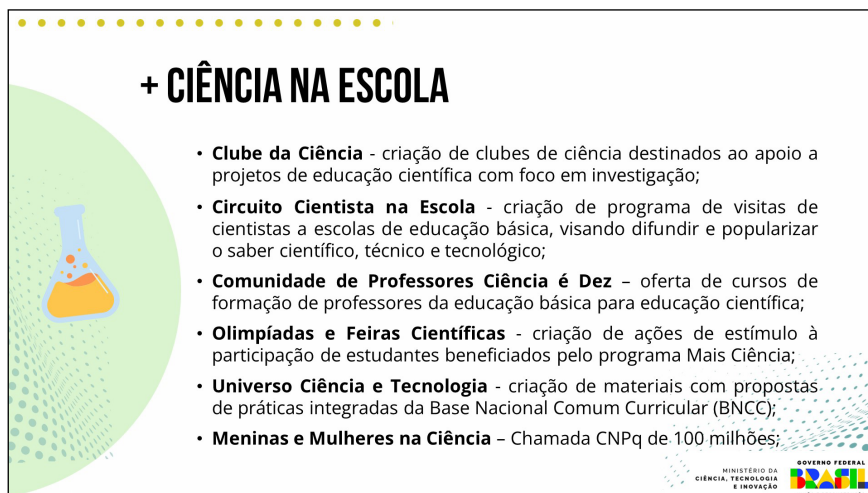 + CIÊNCIA NA ESCOLA
• Clube da Ciência - criação de clubes de ciência destinados ao apoio a
projetos de educação científica com foco em investigação;
• Circuito Cientista na Escola - criação de programa de visitas de
cientistas a escolas de educação básica, visando difundir e popularizar
o saber científico, técnico e tecnológico;
• Comunidade de Professores Ciência é Dez – oferta de cursos de
formação de professores da educação básica para educação científica;
• Olimpíadas e Feiras Científicas - criação de ações de estímulo à
participação de estudantes beneficiados pelo programa Mais Ciência;
• Universo Ciência e Tecnologia - criação de materiais com propostas
de práticas integradas da Base Nacional Comum Curricular (BNCC);
• Meninas e Mulheres na Ciência – Chamada CNPq de 100 milhões;
MINISTÉRIO DA
CIÊNCIA, TECNOLOGIA
E INOVAÇÃO
GOVERNO FEDERAL
BRASIL